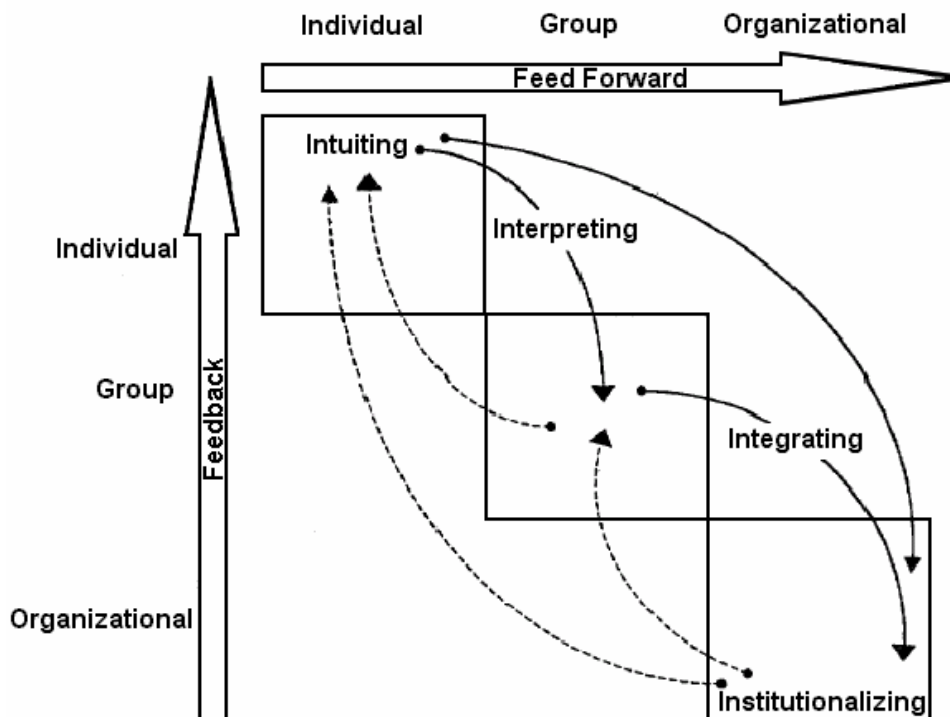 Individual
Group
Organizational
Feed Forward
Intuiting
Interpreting
Individual
Group
Feedback
Integrating
Organizational
Institutionalizing